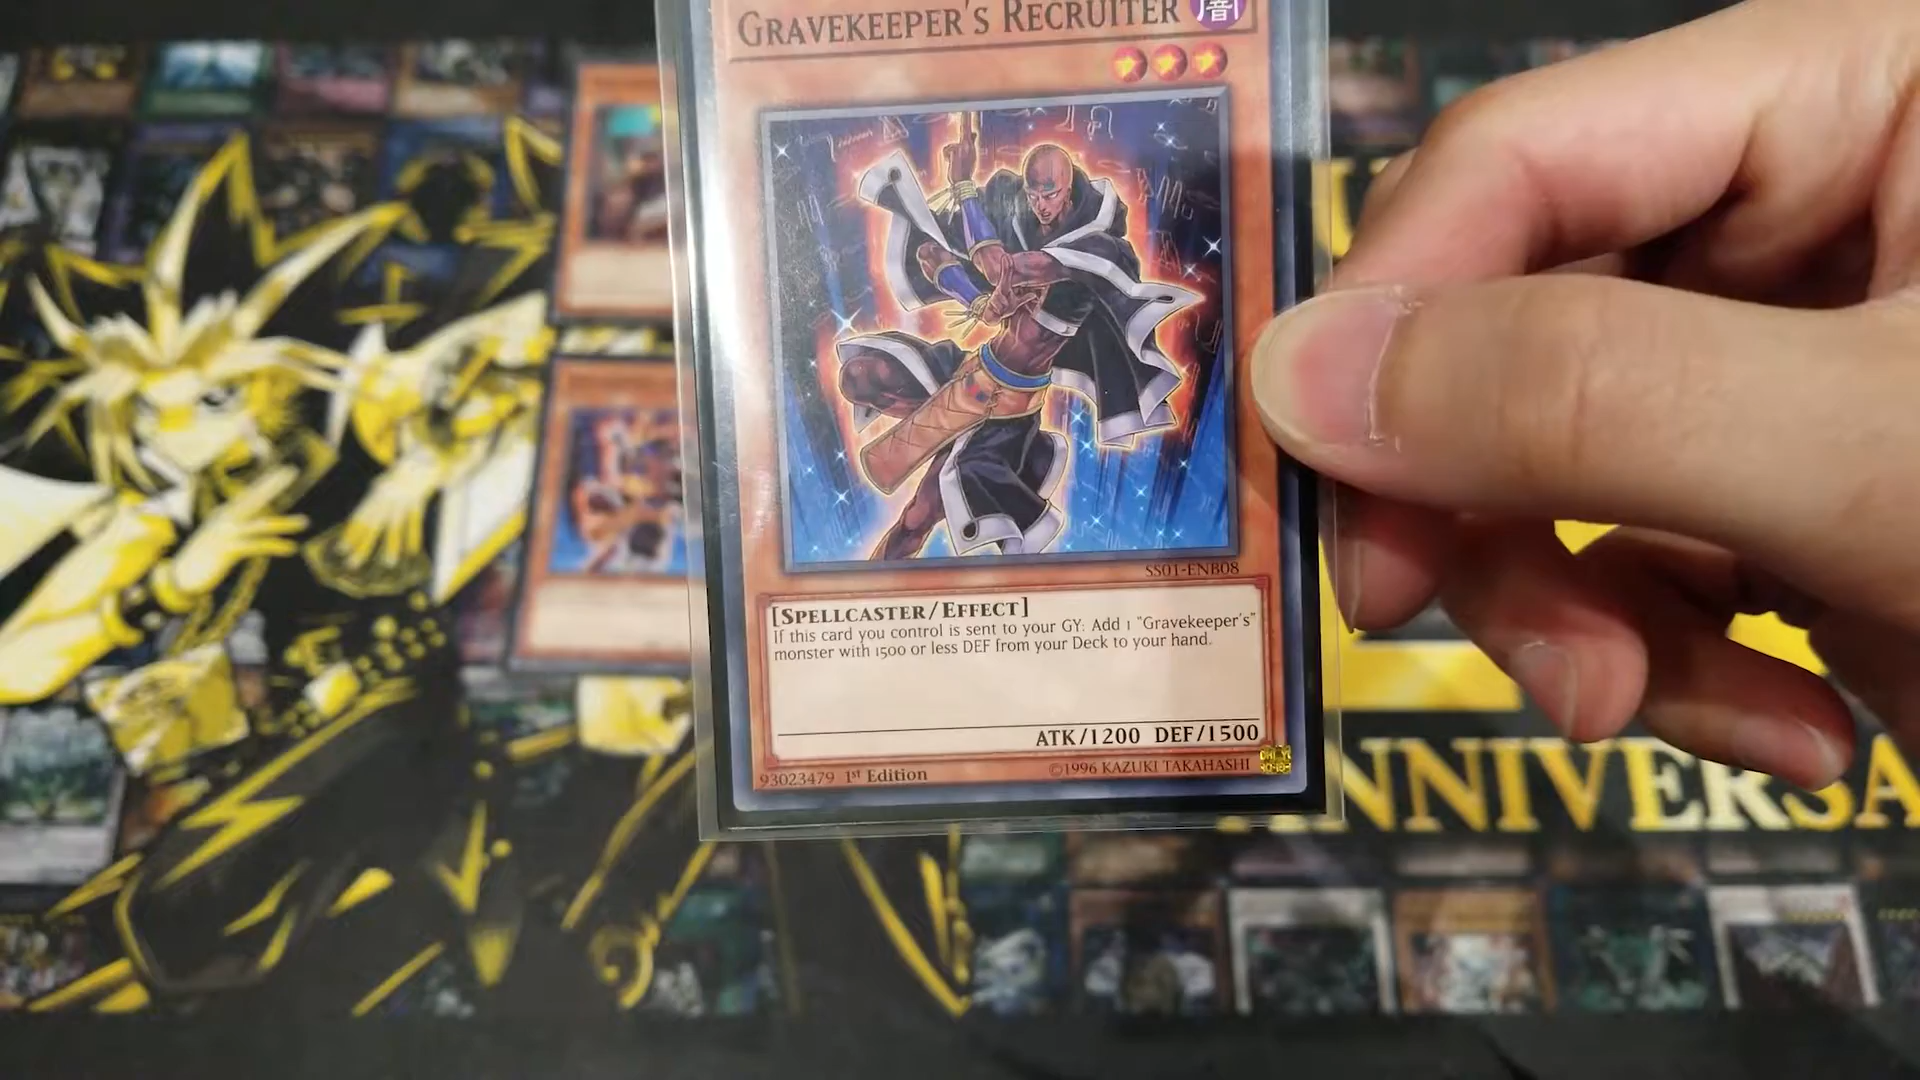 GRAVEKEEPER'S RECRUITER
闇
SS01-ENB08
[SPELLCASTER/EFFECT]
If this card you control is sent to your GY: Add 1 "Gravekeeper's"
monster with 1500 or less DEF from your Deck to your hand.
ATK/1200 DEF/1500
93023479 1st Edition
©1996 KAZUKI TAKAHASHI
NNIVERSA